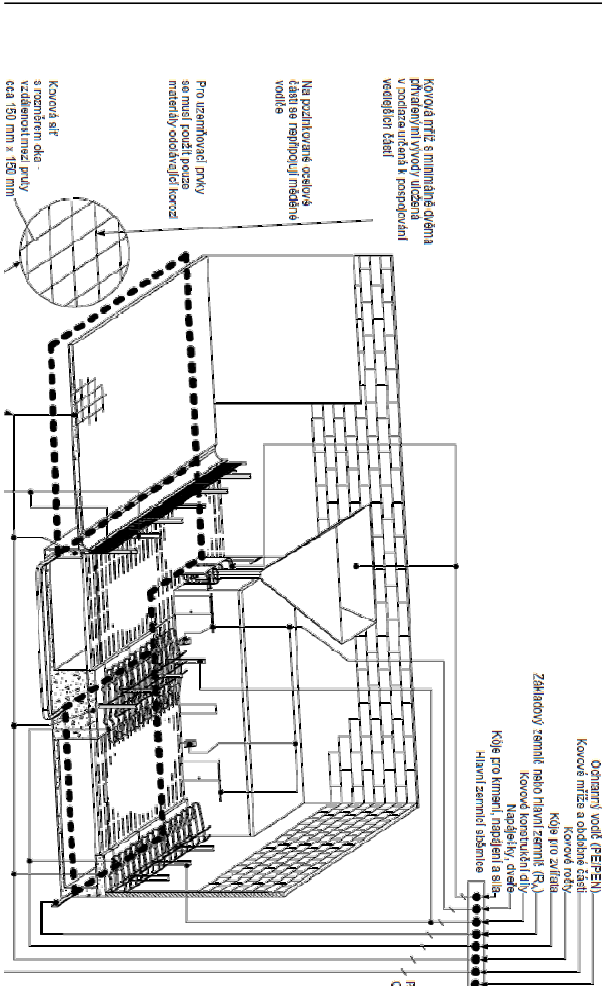 Kovová mříž s minimálně dvěma
přivařenými vývody uložená
v podlaze určená k pospojování
vodivějších částí
Na pozinkované ocelové
části se nepřipojují měděné
vodiče
Pro uzemňovací prvky
se musí použít pouze
materiály odolávající korozi
Kovová síť
s rozměrem oka -
vzdáleností mezi pruty
cca 150 mm x 150 mm
Ochranný vodič (PE/PEN)
Kovové mříže a obdobné části
Kovové rošty
Kóje pro zvířata
Základový zemnič nebo hlavní zemnič (RA)
Kovové konstrukční díly
Napáječky, dveře
Kóje pro krmení, napájení a sila
Hlavní zemnicí sběrnice